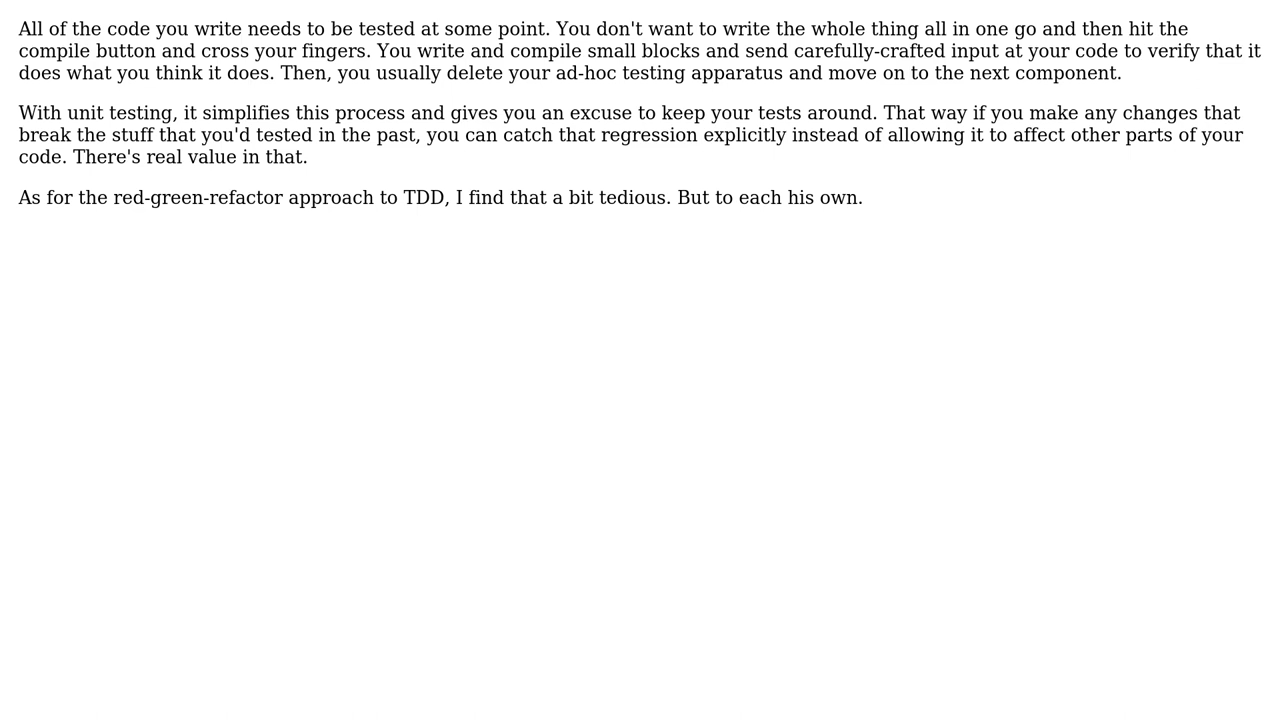 All of the code you write needs to be tested at some point. You don't want to write the whole thing all in one go and then hit the
compile button and cross your fingers. You write and compile small blocks and send carefully-crafted input at your code to verify that it
does what you think it does. Then, you usually delete your ad-hoc testing apparatus and move on to the next component.
With unit testing, it simplifies this process and gives you an excuse to keep your tests around. That way if you make any changes that
break the stuff that you'd tested in the past, you can catch that regression explicitly instead of allowing it to affect other parts of your
code. There's real value in that.
As for the red-green-refactor approach to TDD, I find that a bit tedious. But to each his own.